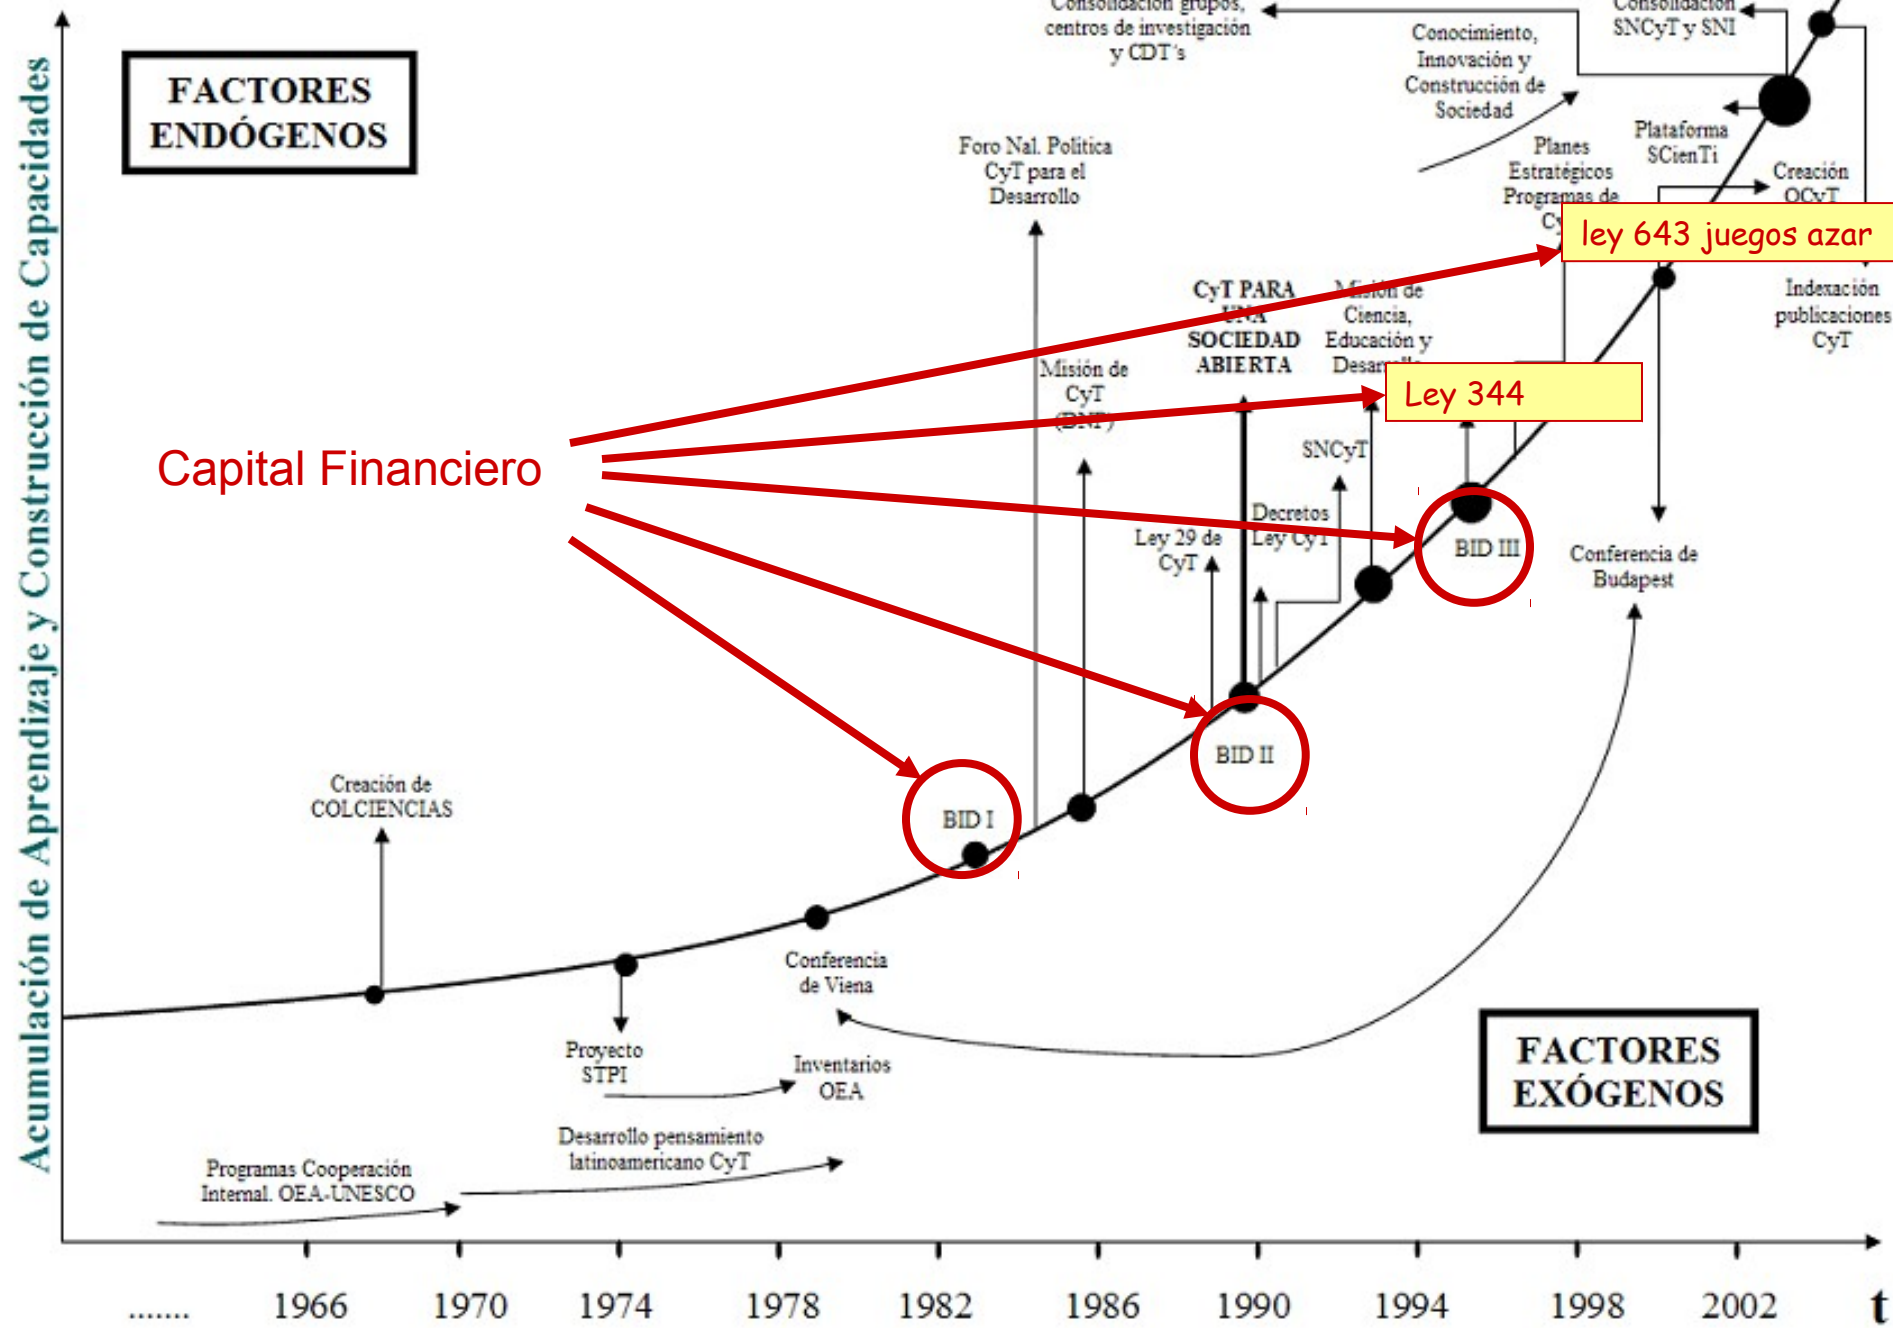 Acumulación de Aprendizaje y Construcción de Capacidades
FACTORES
ENDÓGENOS
Consolidación grupos,
centros de investigación
y CDT´s
Consolidación
SNCyT y SNI
Conocimiento,
Innovación y
Construcción de
Sociedad
Plataforma
SCienTi
Foro Nal. Politica
CyT para el
Desarrollo
Planes
Estratégicos
Programas de
Creación
OCyT
ley 643 juegos azar
CyT PARA
UNA
SOCIEDAD
ABIERTA
Misión de
Ciencia,
Educación y
Indexación
publicaciones
CyT
Misión de
CyT
(DNP)
Ley 344
Capital Financiero
SNCyT
Decretos
Ley CyT
Ley 29 de
CyT
BID III
Conferencia de
Budapest
BID II
Creación de
COLCIENCIAS
BID I
Conferencia
de Viena
Proyecto
STPI
Inventarios
OEA
FACTORES
EXÓGENOS
Desarrollo pensamiento
latinoamericano CyT
Programas Cooperación
Internal. OEA-UNESCO
....... 1966 1970 1974 1978 1982 1986 1990 1994 1998 2002 t